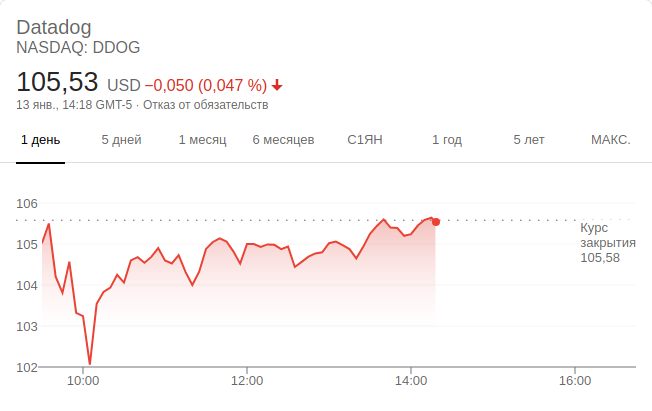 Datadog
NASDAQ: DDOG
105,53 USD −0,050 (0,047 %)
13 янв., 14:18 GMT-5 · Отказ от обязательств
1 день 5 дней 1 месяц 6 месяцев С1ЯН 1 год 5 лет МАКС.
106
105
104
103
102
Курс
закрытия
105,58
10:00 12:00 14:00 16:00